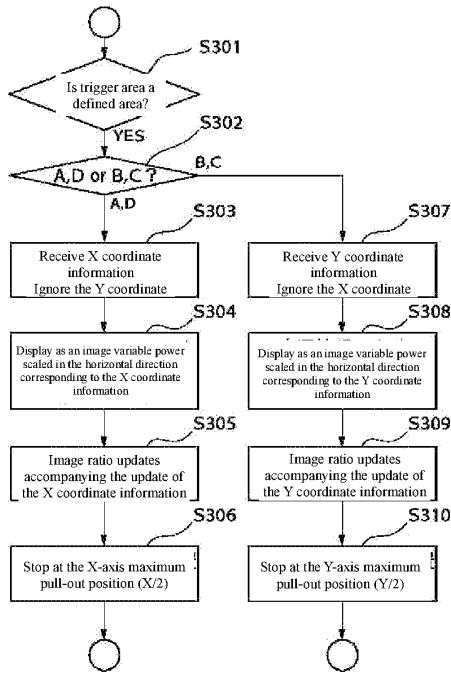 S301
Is trigger area a
defined area?
YES
S302
A,D or B,C ?
B,C
A,D
S303
Receive X coordinate
information
Ignore the Y coordinate
S304
Display as an image variable power
scaled in the horizontal direction
corresponding to the X coordinate
information
S305
Image ratio updates
accompanying the update of
the X coordinate information
S306
Stop at the X-axis maximum
pull-out position (X/2)
S307
Receive Y coordinate
information
Ignore the X coordinate
S308
Display as an image variable power
scaled in the horizontal direction
corresponding to the Y coordinate
information
S309
Image ratio updates
accompanying the update of
the Y coordinate information
S310
Stop at the Y-axis maximum
pull-out position (Y/2)